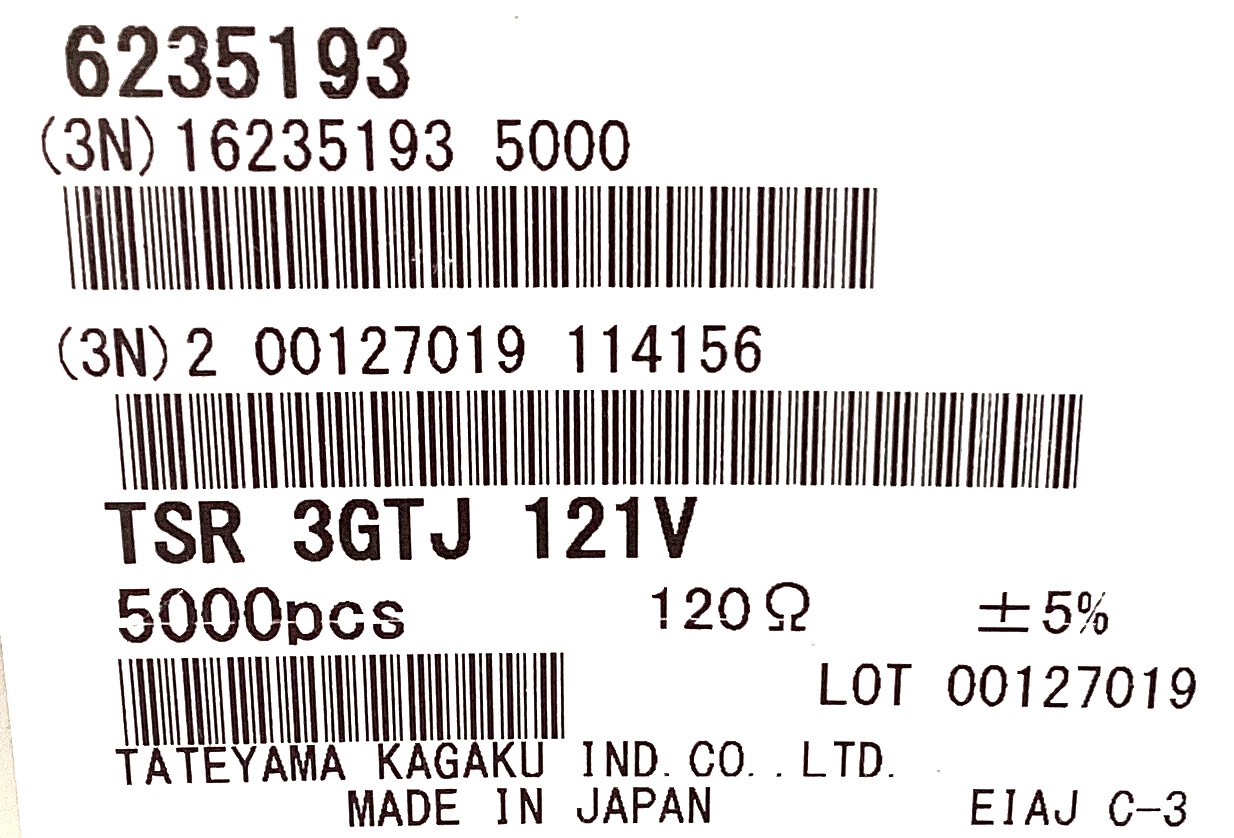 6235193
(3N)16235193 5000
(3N)2 00127019 114156
TSR 3GTJ 121V
5000pcs 120Ω ±5%
LOT 00127019
TATEYAMA KAGAKU IND.CO.,LTD.
MADE IN JAPAN EIAJ C-3